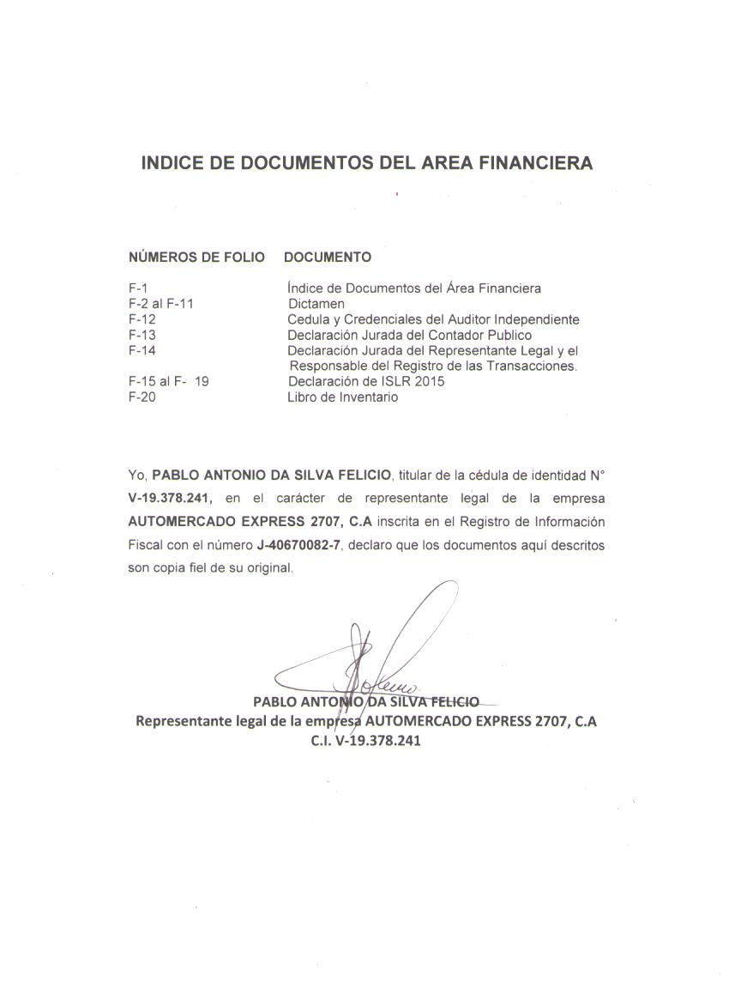 INDICE DE DOCUMENTOS DEL AREA FINANCIERA
NÚMEROS DE FOLIO DOCUMENTO
F-1 Índice de Documentos del Área Financiera
F-2 al F-11 Dictamen
F-12 Cedula y Credenciales del Auditor Independiente
F-13 Declaración Jurada del Contador Publico
F-14 Declaración Jurada del Representante Legal y el
Responsable del Registro de las Transacciones.
F-15 al F- 19 Declaración de ISLR 2015
F-20 Libro de Inventario
Yo, PABLO ANTONIO DA SILVA FELICIO, titular de la cédula de identidad N°
V-19.378.241, en el carácter de representante legal de la empresa
AUTOMERCADO EXPRESS 2707, C.A inscrita en el Registro de Información
Fiscal con el número J-40670082-7, declaro que los documentos aquí descritos
son copia fiel de su original.
PABLO ANTONIO DA SILVA FELICIO
Representante legal de la empresa AUTOMERCADO EXPRESS 2707, C.A
C.I. V-19.378.241